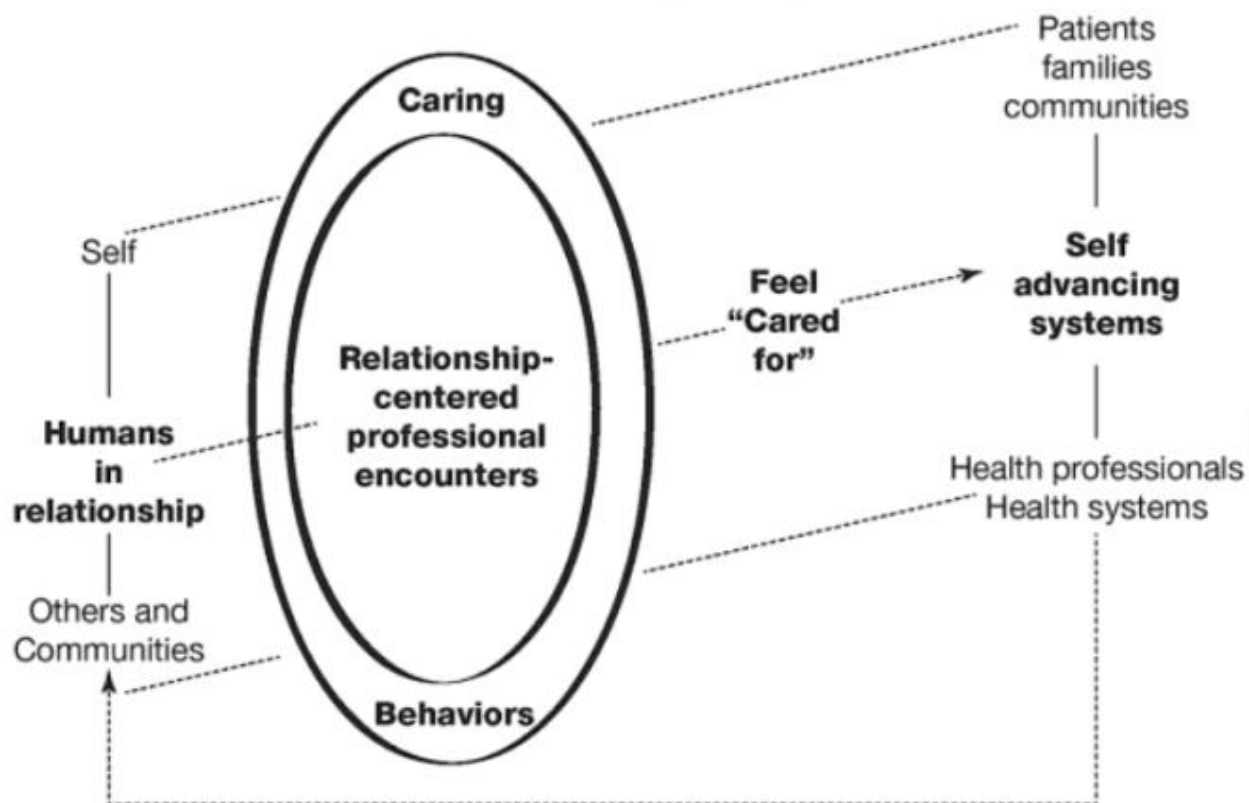 Patients
families
communities
Caring
Self
Self
advancing
systems
Feel
“Cared
for”
Relationship-
centered
professional
encounters
Humans
in
relationship
Health professionals
Health systems
Others and
Communities
Behaviors